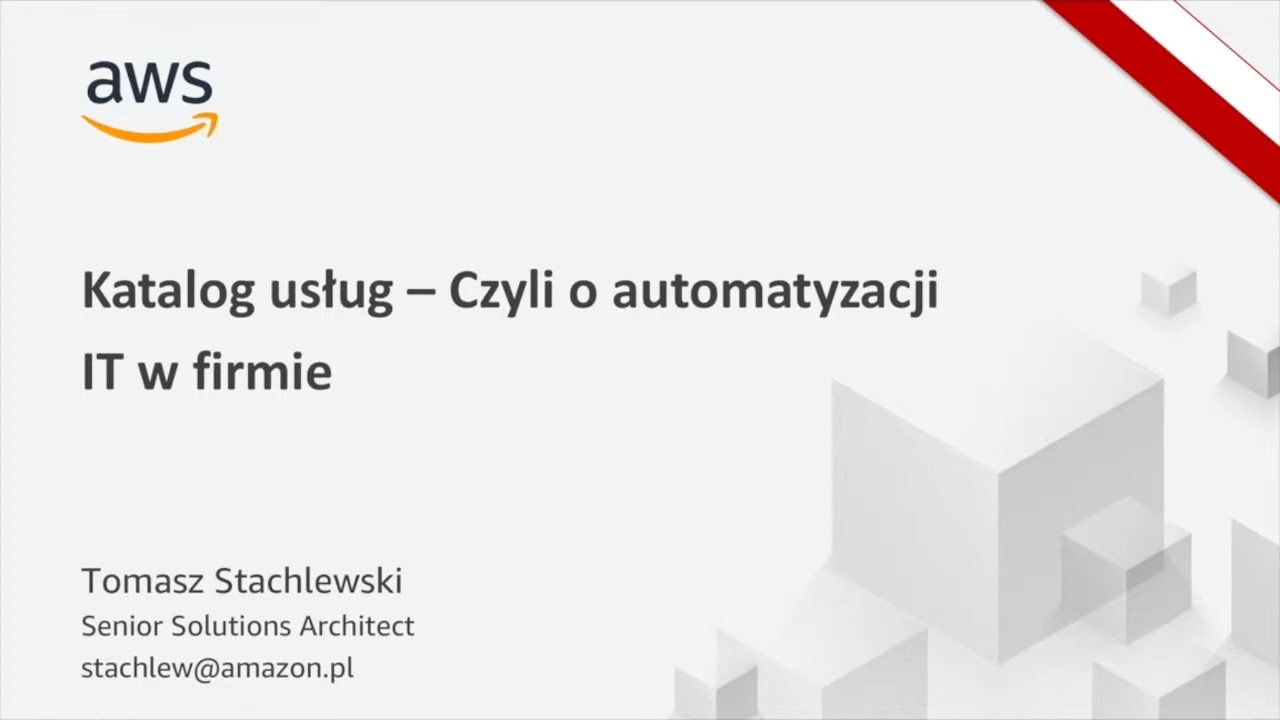 aws
Katalog usług – Czyli o automatyzacji
IT w firmie
Tomasz Stachlewski
Senior Solutions Architect
stachlew@amazon.pl